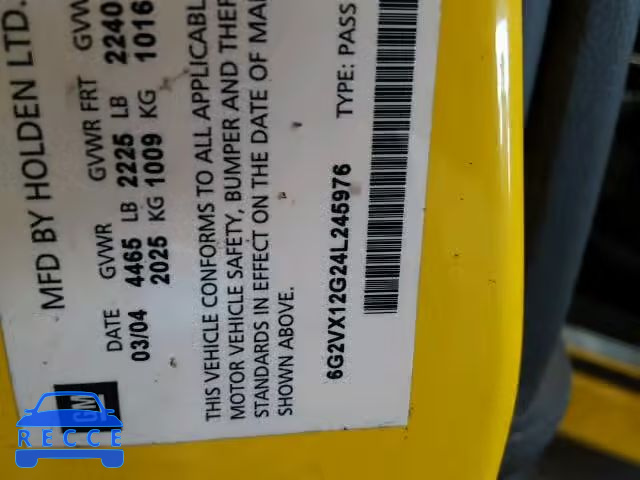 MFD BY HOLDEN LTD.
DATE GVWR GVWR FRT GVW
03/04 4465 LB 2225 LB 2240
2025 KG 1009 KG 1016
THIS VEHICLE CONFORMS TO ALL APPLICABL
MOTOR VEHICLE SAFETY, BUMPER AND THEF
STANDARDS IN EFFECT ON THE DATE OF MA
SHOWN ABOVE.
6G2VX12G24L245976 TYPE: PASS
GM
RECCE